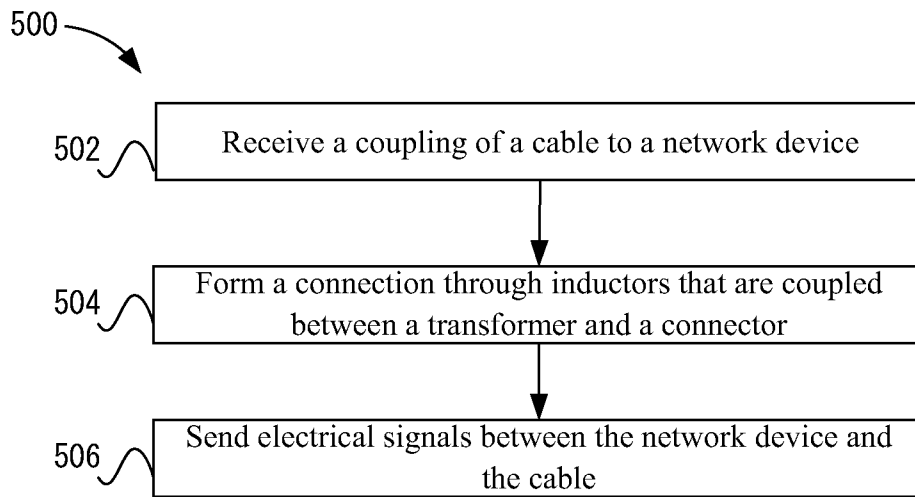 500
502
Receive a coupling of a cable to a network device
504
Form a connection through inductors that are coupled
between a transformer and a connector
506
Send electrical signals between the network device and
the cable